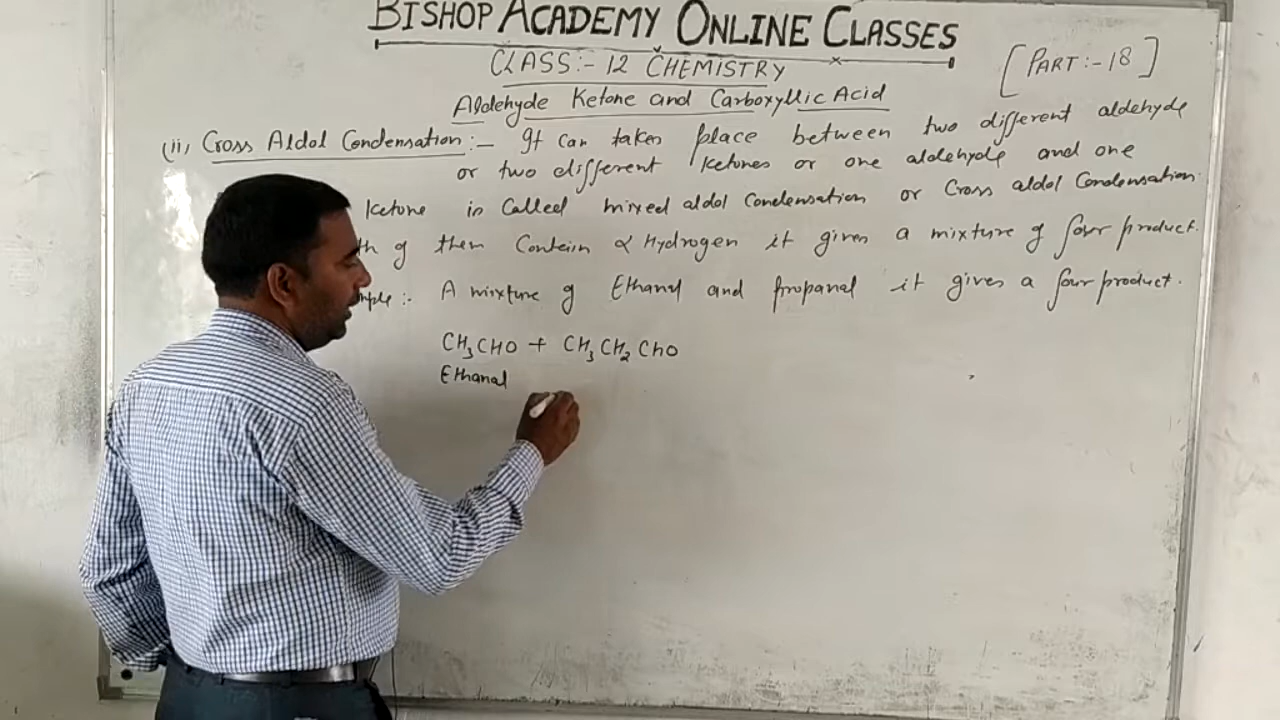 BISHOP ACADEMY ONLINE CLASSES
CLASS:- 12 CHEMISTRY
[PART:-18]
Aldehyde Ketone and Carboxyllic Acid
(ii) Cross Aldol Condensation:- It can taken place between two different aldehyde
or two different ketones or one aldehyde and one
ketone is Called mixed aldol Condensation or Cross aldol Condensation.
of them Contain α Hydrogen it gives a mixture of four product.
:- A mixture of Ethanal and propanal it gives a four product.
CH3CHO + CH3CH2CHO
Ethanal